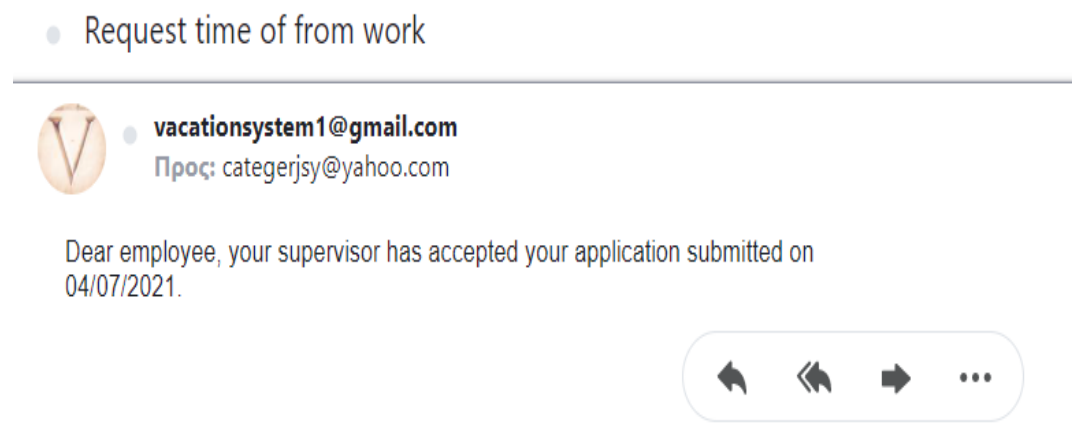 Request time of from work
V
vacationsystem1@gmail.com
Προς: categerjsy@yahoo.com
Dear employee, your supervisor has accepted your application submitted on
04/07/2021.